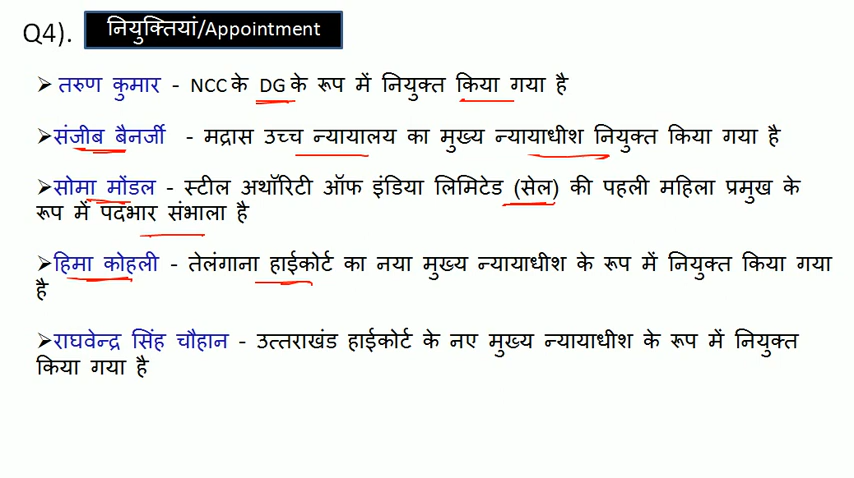 Q4). नियुक्तियां/Appointment
➢ तरुण कुमार - NCC के DG के रूप में नियुक्त किया गया है
➢संजीब बैनर्जी - मद्रास उच्च न्यायालय का मुख्य न्यायाधीश नियुक्त किया गया है
➢सोमा मोंडल - स्टील अथॉरिटी ऑफ इंडिया लिमिटेड (सेल) की पहली महिला प्रमुख के
रूप में पदभार संभाला है
➢हिमा कोहली - तेलंगाना हाईकोर्ट का नया मुख्य न्यायाधीश के रूप में नियुक्त किया गया
है
➢राघवेन्द्र सिंह चौहान - उत्तराखंड हाईकोर्ट के नए मुख्य न्यायाधीश के रूप में नियुक्त
किया गया है